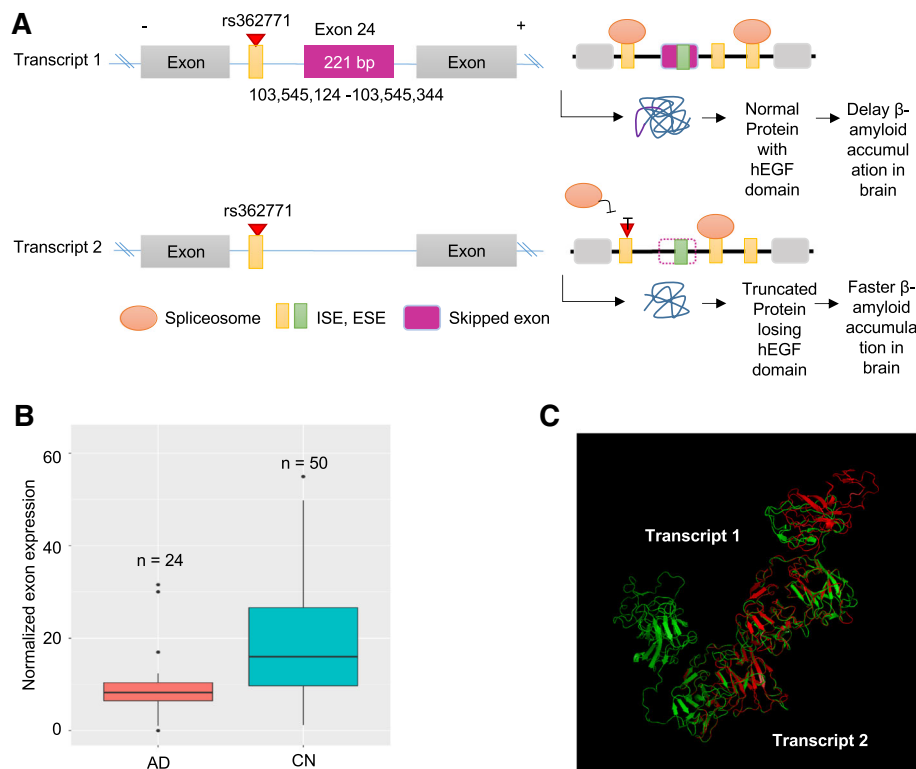 A
rs362771
Exon 24
-
+
Transcript 1
Exon
221 bp
Exon
103,545,124 -103,545,344
Normal
Protein
with
hEGF
domain
Delay β-
amyloid
accumul
ation in
brain
rs362771
Transcript 2
Exon
Exon
Truncated
Protein
losing
hEGF
domain
Faster β-
amyloid
accumula
tion in
brain
Spliceosome
ISE, ESE
Skipped exon
B
Normalized exon expression
60
40
20
0
n = 24
n = 50
AD
CN
C
Transcript 1
Transcript 2